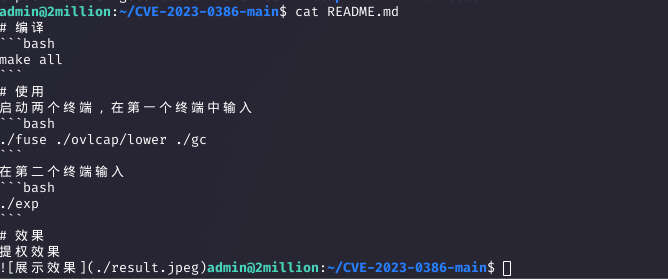 admin@2million:~/CVE-2023-0386-main$ cat README.md
# 编译
```bash
make all
```
# 使用
启动两个终端，在第一个终端中输入
```bash
./fuse ./ovlcap/lower ./gc
```
在第二个终端输入
```bash
./exp
```
# 效果
提权效果
![展示效果](./result.jpeg)admin@2million:~/CVE-2023-0386-main$